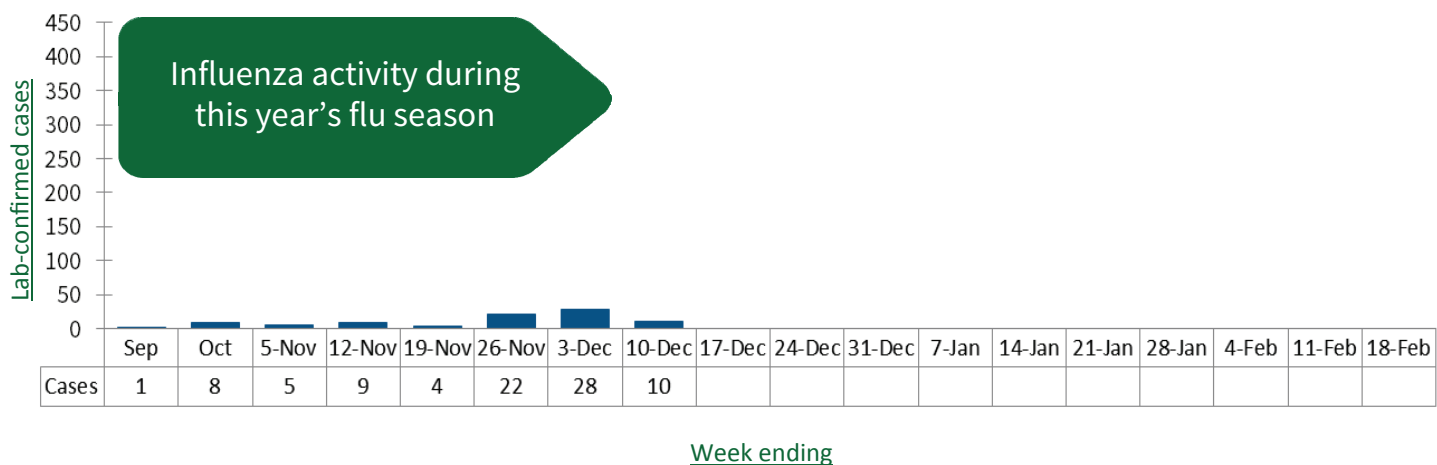 450
400
350
300
250
200
150
100
50
0
Lab-confirmed cases
Influenza activity during
this year’s flu season
Sep Oct 5-Nov 12-Nov 19-Nov 26-Nov 3-Dec 10-Dec 17-Dec 24-Dec 31-Dec 7-Jan 14-Jan 21-Jan 28-Jan 4-Feb 11-Feb 18-Feb
Cases 1 8 5 9 4 22 28 10
Week ending